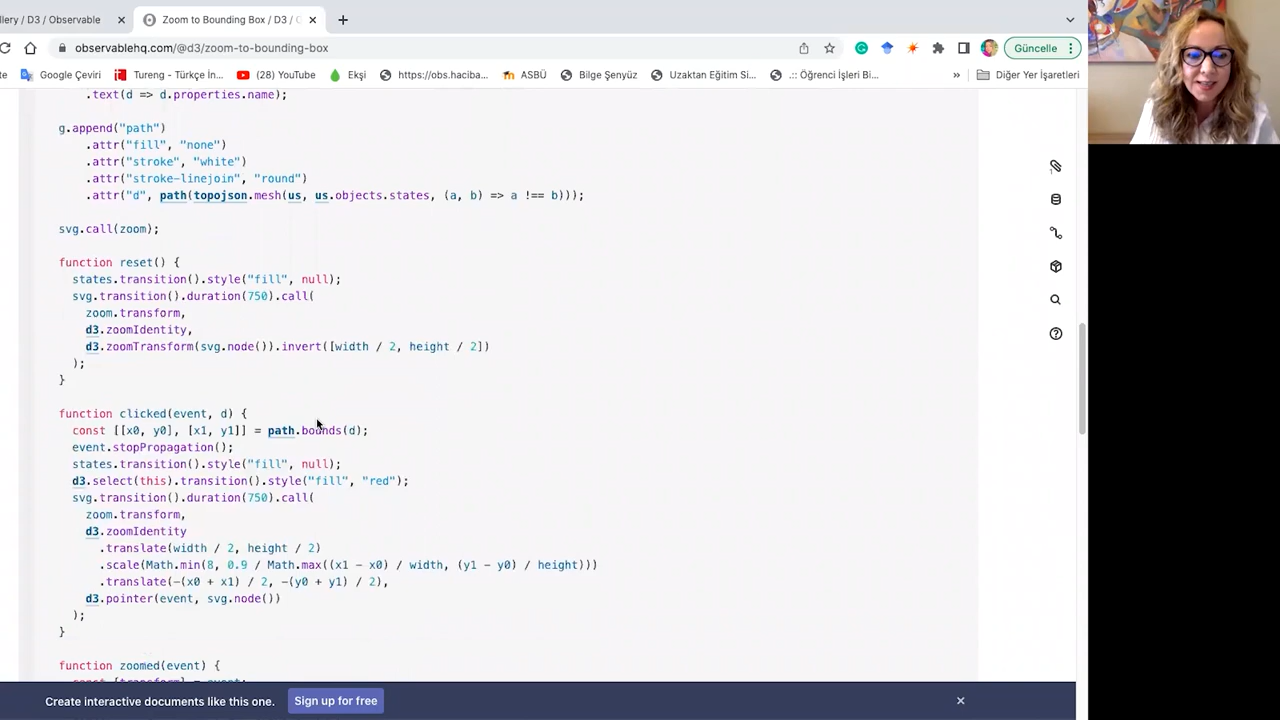 llery / D3 / Observable
Zoom to Bounding Box / D3 / O
observablehq.com/@d3/zoom-to-bounding-box
Güncelle
te
Google Çeviri
Tureng - Türkçe İn...
(28) YouTube
Ekşi
https://obs.haciba...
ASBÜ
Bilge Şenyüz
Uzaktan Eğitim Si...
.:: Öğrenci İşleri Bi...
»
Diğer Yer İşaretleri
.text(d => d.properties.name);
g.append("path")
.attr("fill", "none")
.attr("stroke", "white")
.attr("stroke-linejoin", "round")
.attr("d", path(topojson.mesh(us, us.objects.states, (a, b) => a !== b)));
svg.call(zoom);
function reset() {
states.transition().style("fill", null);
svg.transition().duration(750).call(
zoom.transform,
d3.zoomIdentity,
d3.zoomTransform(svg.node()).invert([width / 2, height / 2])
);
}
function clicked(event, d) {
const [[x0, y0], [x1, y1]] = path.bounds(d);
event.stopPropagation();
states.transition().style("fill", null);
d3.select(this).transition().style("fill", "red");
svg.transition().duration(750).call(
zoom.transform,
d3.zoomIdentity
.translate(width / 2, height / 2)
.scale(Math.min(8, 0.9 / Math.max((x1 - x0) / width, (y1 - y0) / height)))
.translate(-(x0 + x1) / 2, -(y0 + y1) / 2),
d3.pointer(event, svg.node())
);
}
function zoomed(event) {
Create interactive documents like this one.
Sign up for free